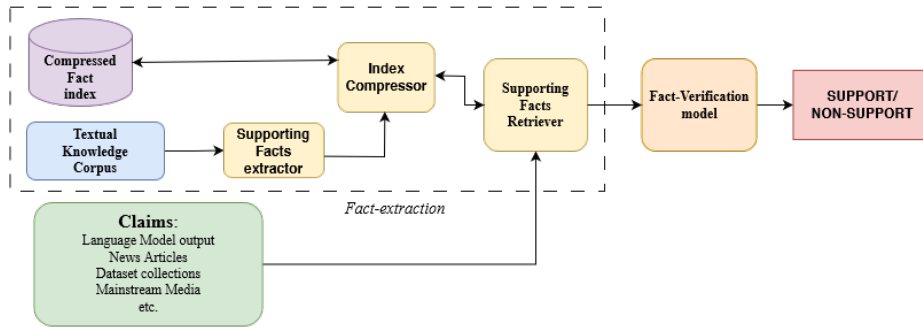 Compressed
Fact
index
Index
Compressor
Supporting
Facts
Retriever
Fact-Verification
model
SUPPORT/
NON-SUPPORT
Textual
Knowledge
Corpus
Supporting
Facts
extractor
Fact-extraction
Claims:
Language Model output
News Articles
Dataset collections
Mainstream Media
etc.